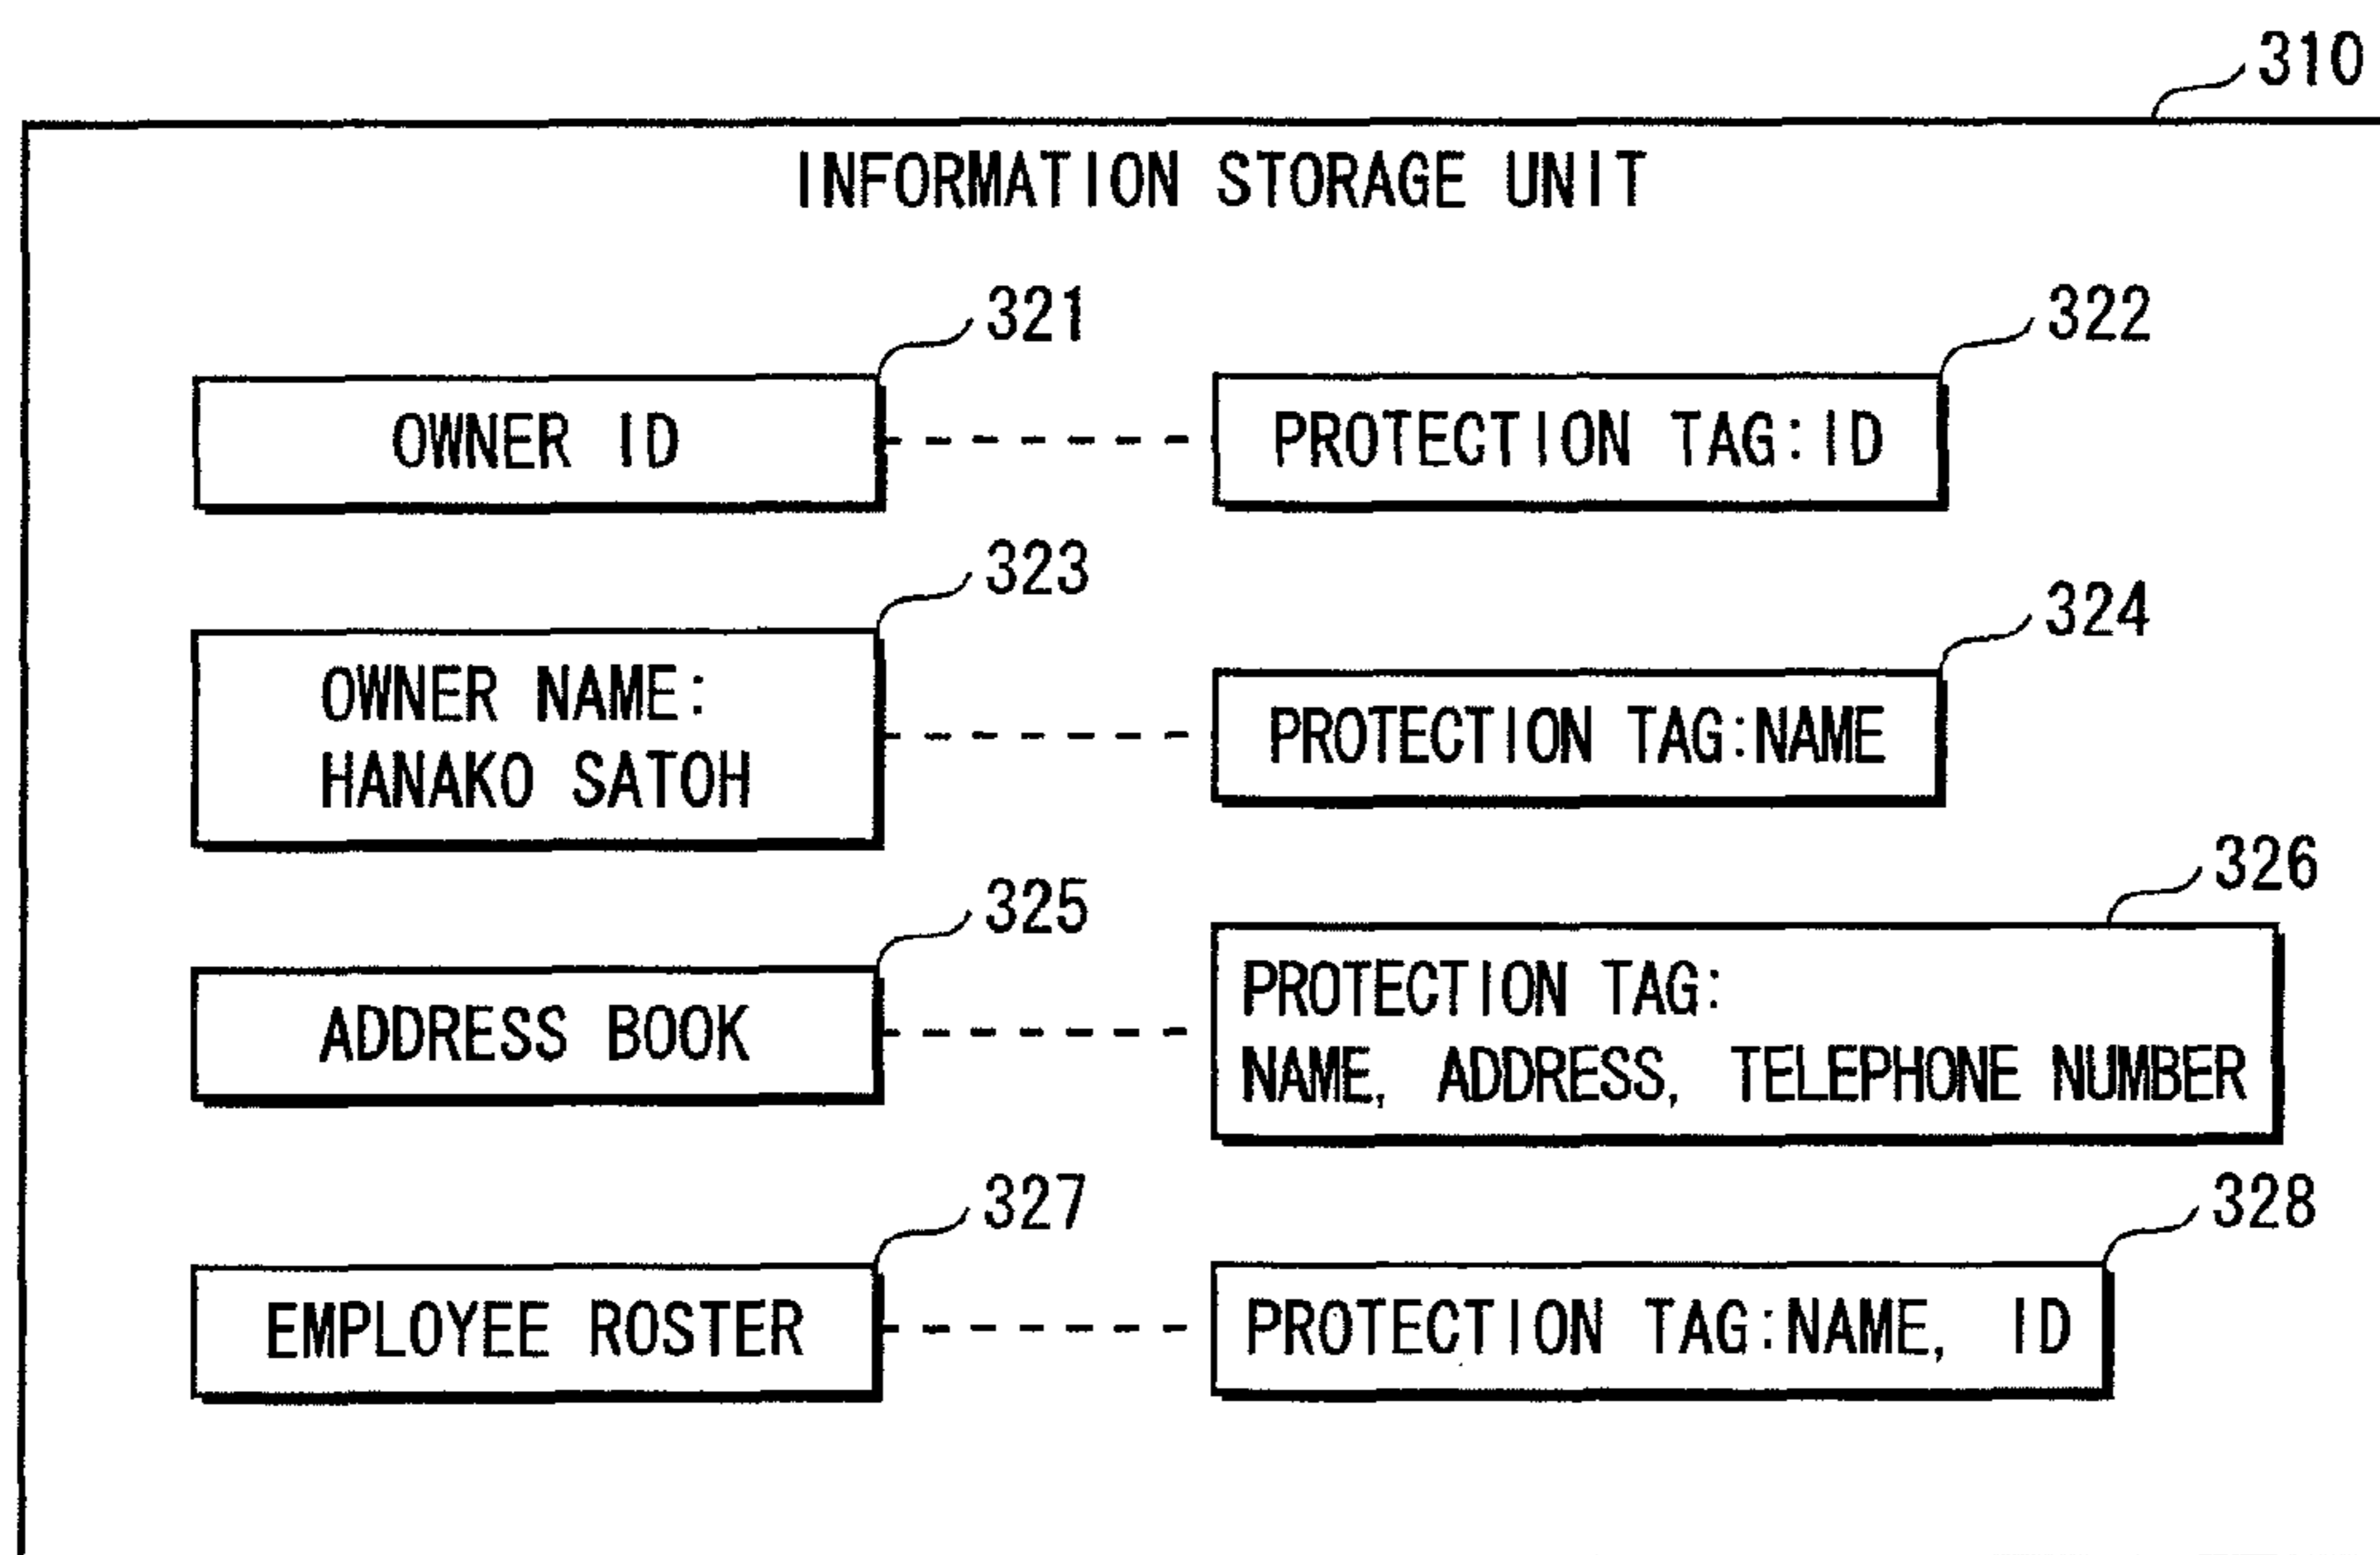 310
INFORMATION STORAGE UNIT
321
322
OWNER ID
PROTECTION TAG:ID
323
324
OWNER NAME:
HANAKO SATOH
PROTECTION TAG:NAME
325
326
ADDRESS BOOK
PROTECTION TAG:
NAME, ADDRESS, TELEPHONE NUMBER
327
328
EMPLOYEE ROSTER
PROTECTION TAG:NAME, ID